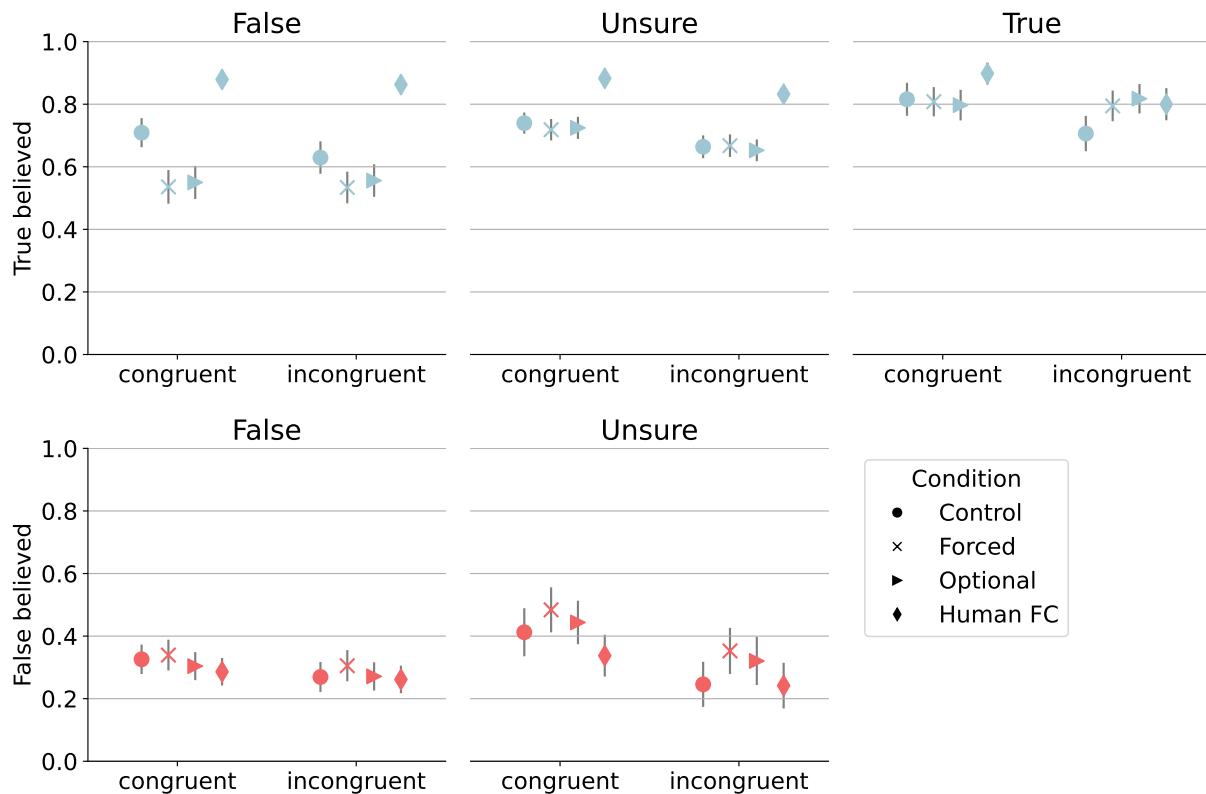 False
Unsure
True
True believed
1.0
0.8
0.6
0.4
0.2
0.0
congruent incongruent
congruent incongruent
congruent incongruent
False
Unsure
False believed
1.0
0.8
0.6
0.4
0.2
0.0
congruent incongruent
congruent incongruent
Condition
Control
Forced
Optional
Human FC